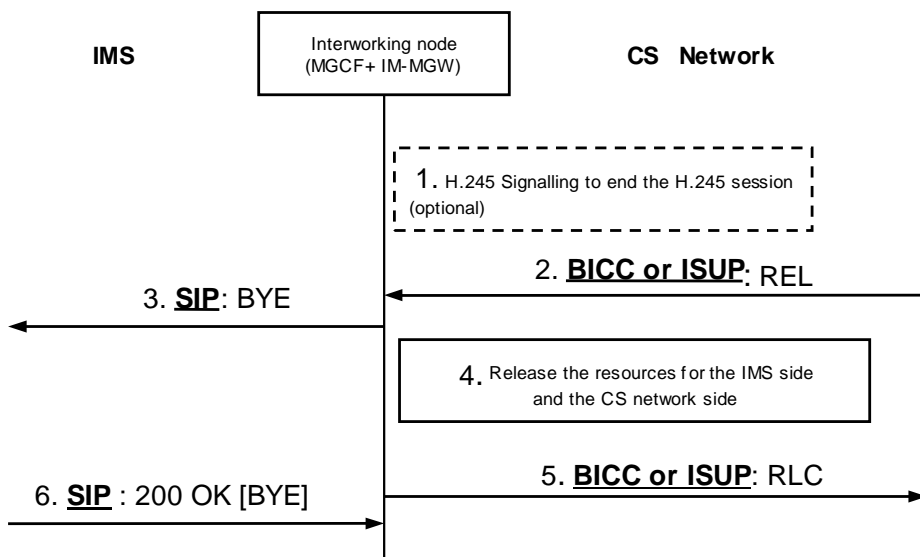 IMS
Interworking node
(MGCF+ IM-MGW)
CS Network
1. H.245 Signalling to end the H.245 session
(optional)
2. BICC or ISUP: REL
3. SIP: BYE
4. Release the resources for the IMS side
and the CS network side
5. BICC or ISUP: RLC
6. SIP : 200 OK [BYE]